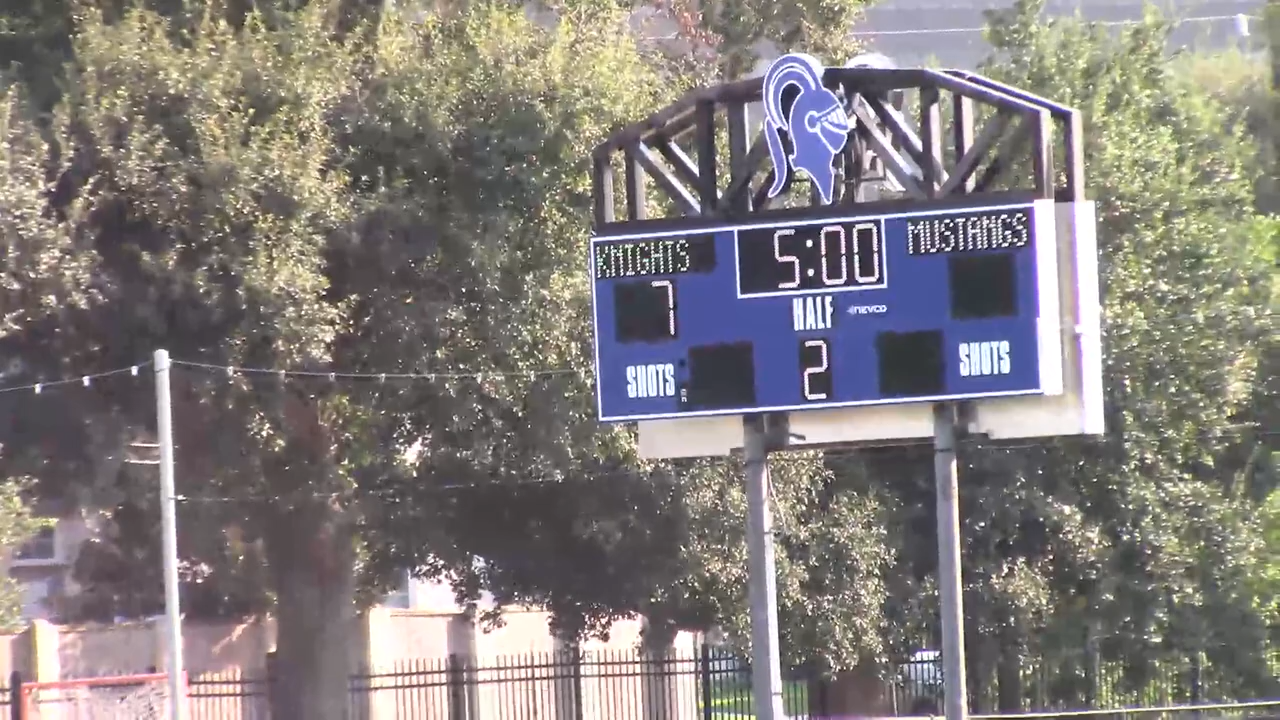 KNIGHTS 5:00 MUSTANGS
7
HALF NEVCO
2
SHOTS SHOTS